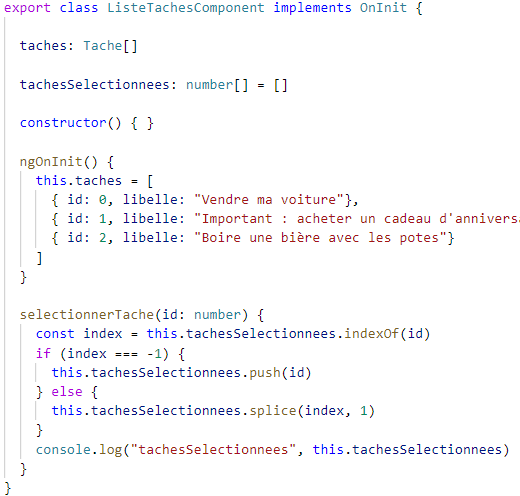 export class ListeTachesComponent implements OnInit {
taches: Tache[]
tachesSelectionnees: number[] = []
constructor() { }
ngOnInit() {
this.taches = [
{ id: 0, libelle: "Vendre ma voiture"},
{ id: 1, libelle: "Important : acheter un cadeau d'annivers
{ id: 2, libelle: "Boire une bière avec les potes"}
]
}
selectionnerTache(id: number) {
const index = this.tachesSelectionnees.indexOf(id)
if (index === -1) {
this.tachesSelectionnees.push(id)
} else {
this.tachesSelectionnees.splice(index, 1)
}
console.log("tachesSelectionnees", this.tachesSelectionnees)
}
}